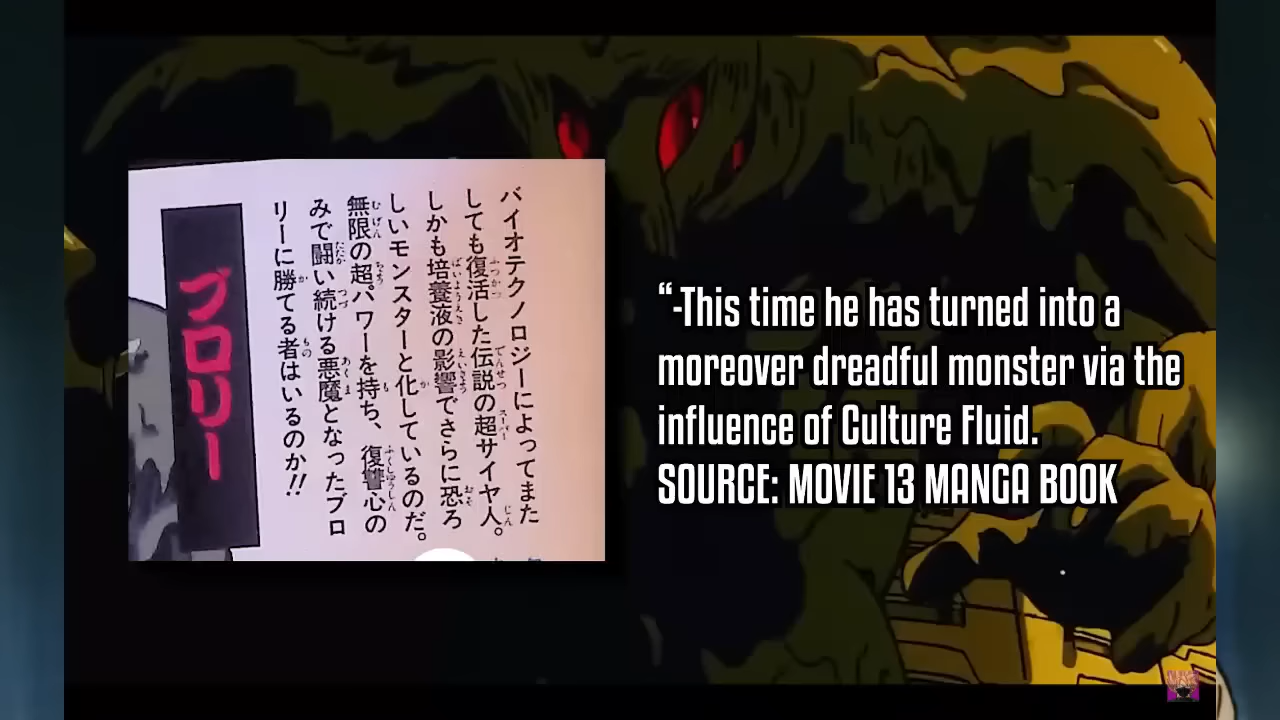 バイオテクノロジーによってまた
しても復活した伝説の超サイヤ人。
しかも培養液の影響でさらに恐ろ
しいモンスターと化しているのだ。
無限の超パワーを持ち、復讐心の
みで闘い続ける悪魔となったブロ
リーに勝てる者はいるのか!!
ブロリー
“-This time he has turned into a
moreover dreadful monster via the
influence of Culture Fluid.
SOURCE: MOVIE 13 MANGA BOOK